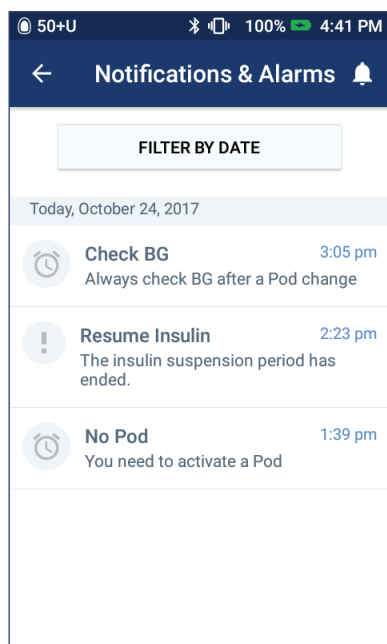 50+U 100% 4:41 PM
Notifications & Alarms
FILTER BY DATE
Today, October 24, 2017
Check BG 3:05 pm
Always check BG after a Pod change
Resume Insulin 2:23 pm
The insulin suspension period has
ended.
No Pod 1:39 pm
You need to activate a Pod